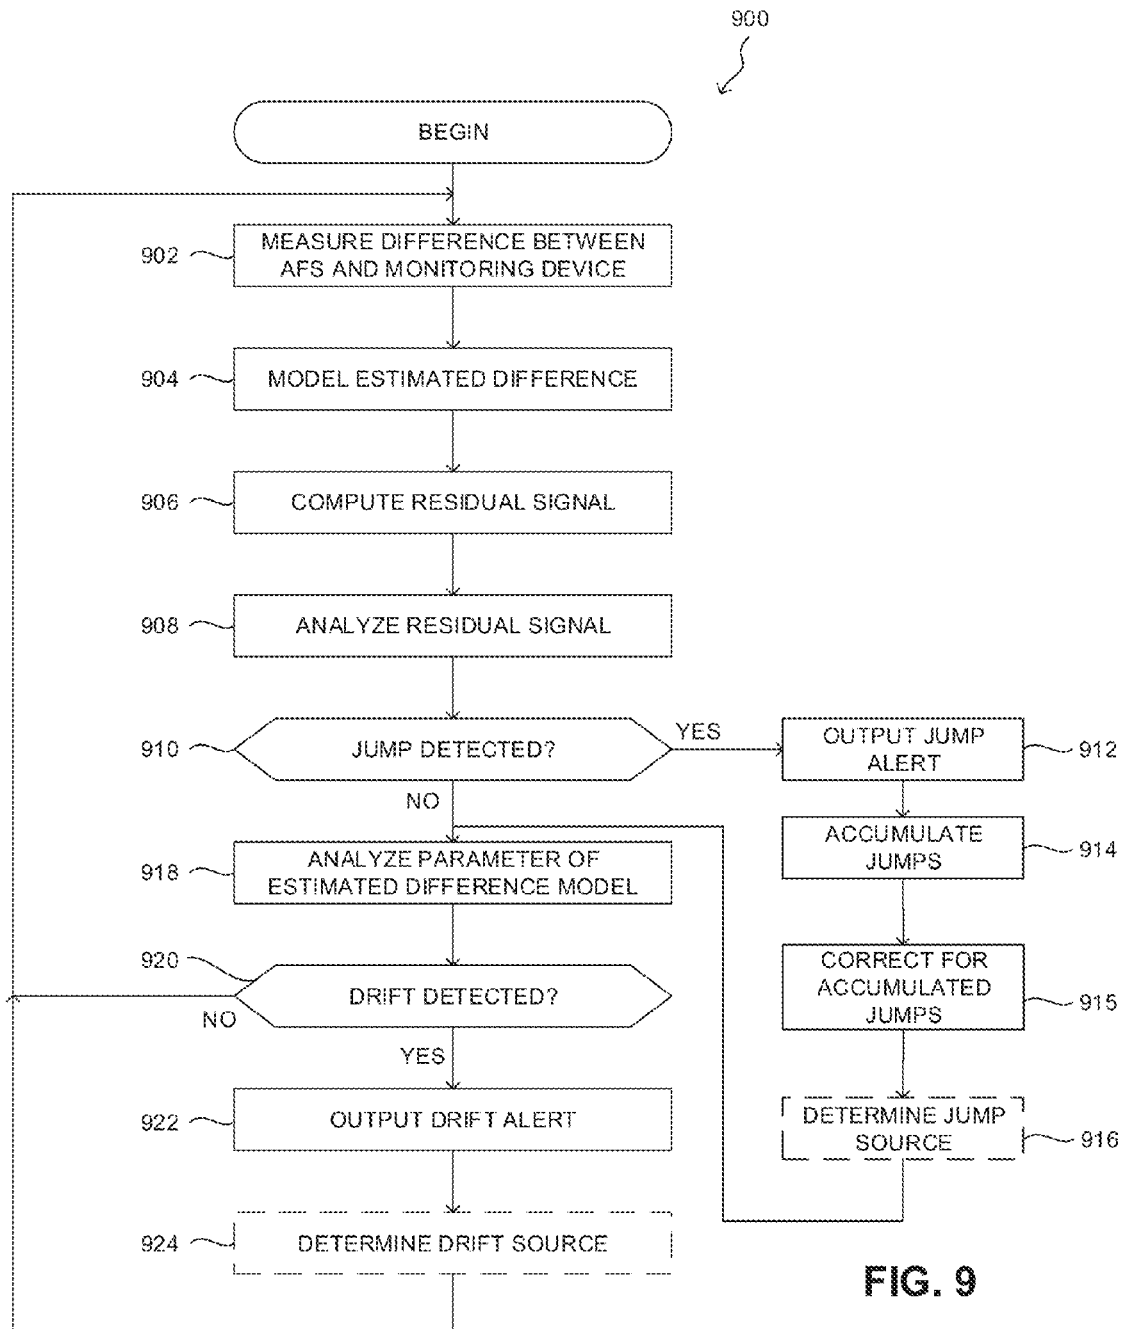 900
BEGIN
902
MEASURE DIFFERENCE BETWEEN
AFS AND MONITORING DEVICE
904
MODEL ESTIMATED DIFFERENCE
906
COMPUTE RESIDUAL SIGNAL
908
ANALYZE RESIDUAL SIGNAL
910
JUMP DETECTED?
YES
OUTPUT JUMP
ALERT
912
NO
ACCUMULATE
JUMPS
914
918
ANALYZE PARAMETER OF
ESTIMATED DIFFERENCE MODEL
920
DRIFT DETECTED?
NO
CORRECT FOR
ACCUMULATED
JUMPS
915
YES
922
OUTPUT DRIFT ALERT
DETERMINE JUMP
SOURCE
916
924
DETERMINE DRIFT SOURCE
FIG. 9